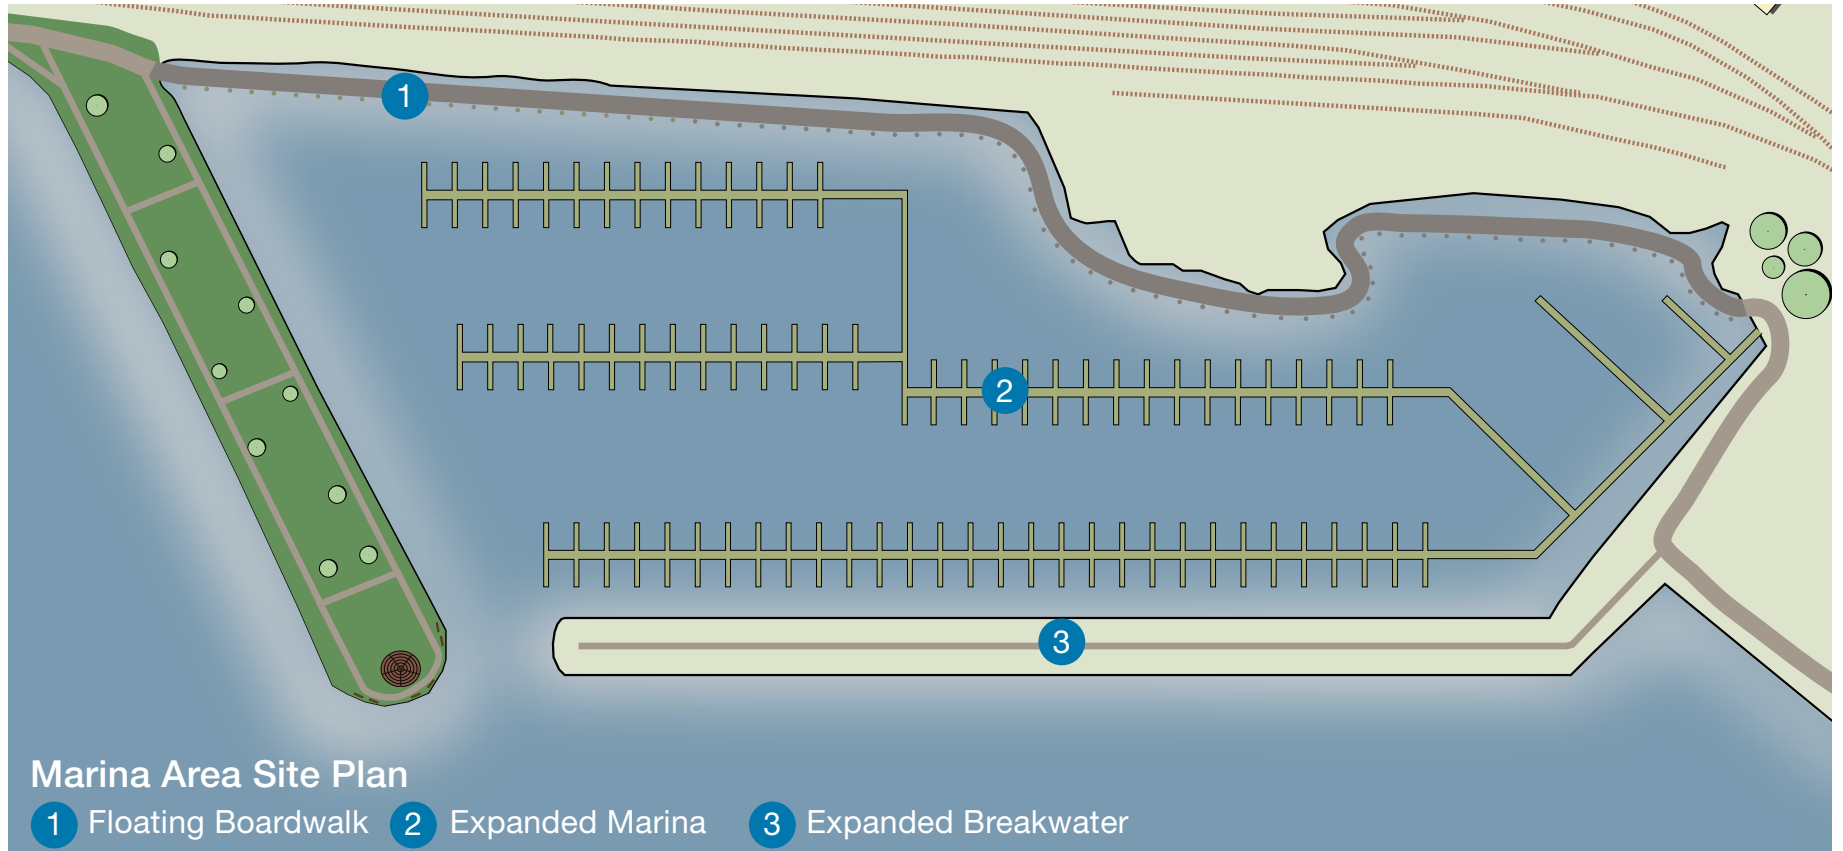 1
2
3
Marina Area Site Plan
1 Floating Boardwalk 2 Expanded Marina 3 Expanded Breakwater